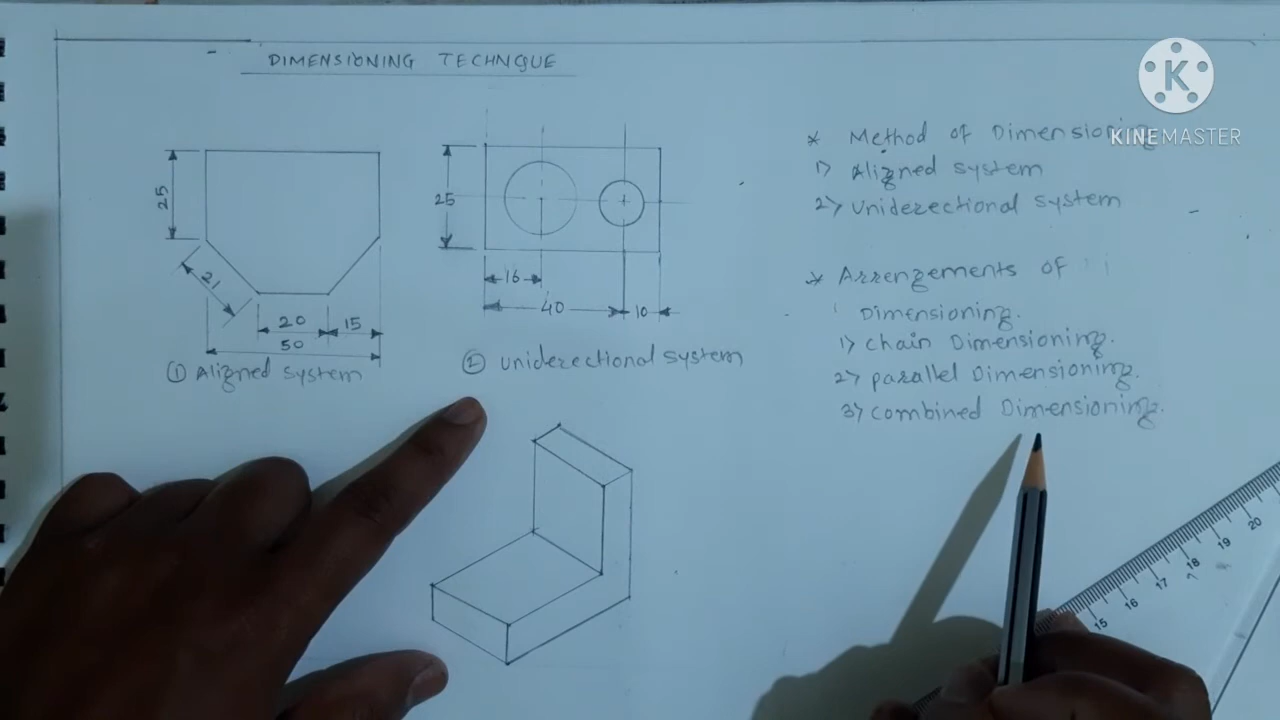 DIMENSIONING TECHNQUE
25
21
20
15
50
① Aligned system
25
16
40
10
② uniderectional system
* Method of Dimensioning
1) Aligned system
2) Uniderectional system
* Arrengements of
Dimensioning.
1) chain Dimensioning.
2) parallel Dimensioning.
3) combined Dimensioning.
K
KINEMASTER
15
16
17
18
19
20